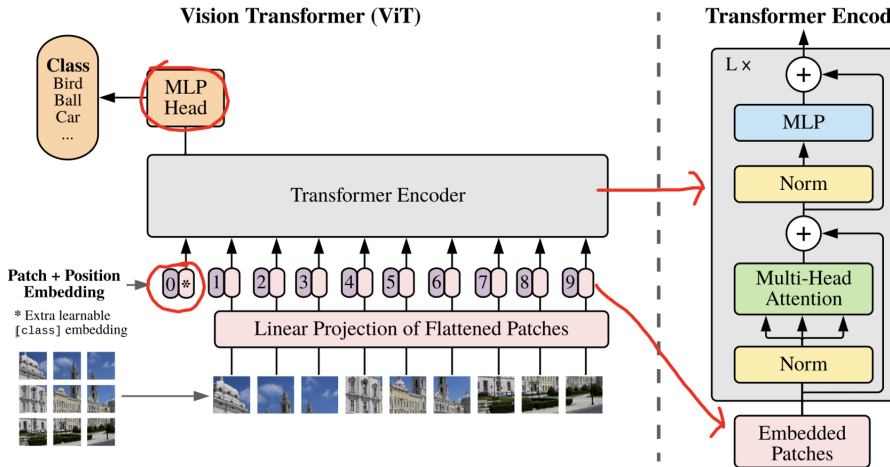 Vision Transformer (ViT)
Transformer Encod
Class
Bird
Ball
Car
...
MLP
Head
Transformer Encoder
Patch + Position
Embedding
* Extra learnable
[class] embedding
0 *
1
2
3
4
5
6
7
8
9
Linear Projection of Flattened Patches
L x
+
MLP
Norm
+
Multi-Head
Attention
Norm
Embedded
Patches